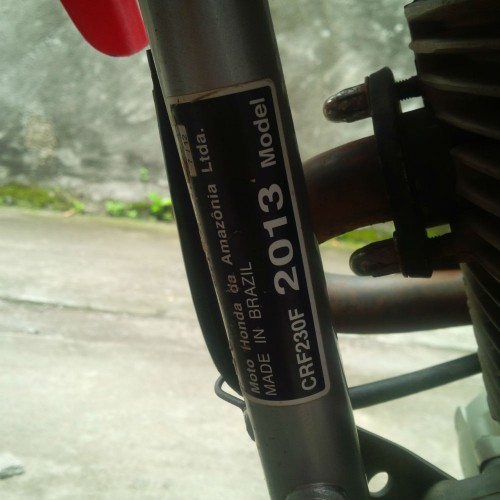 Moto Honda da Amazônia Ltda.
MADE IN BRAZIL
CRF230F 2013 Model